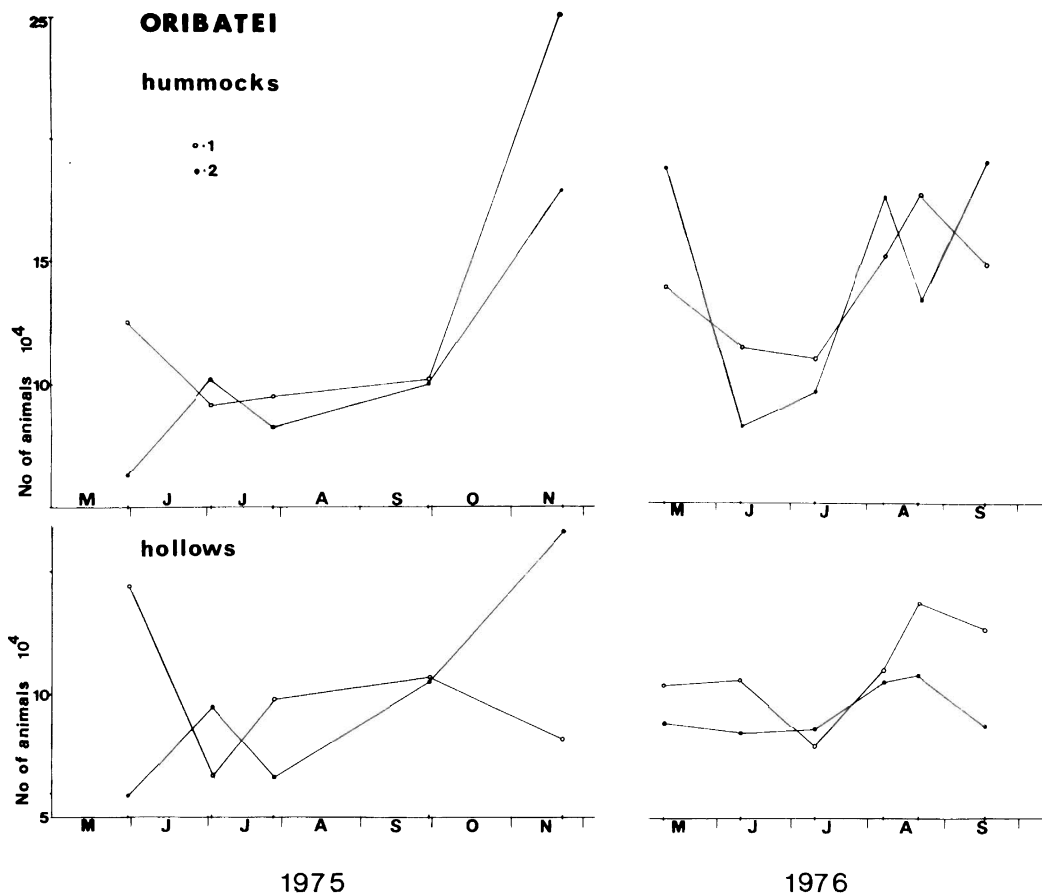 ORIBATEI
hummocks
o·1
•·2
25
15
10
No of animals 10⁴
M J J A S O N
M J J A S
hollows
10
5
No of animals 10⁴
M J J A S O N
M J J A S
1975
1976